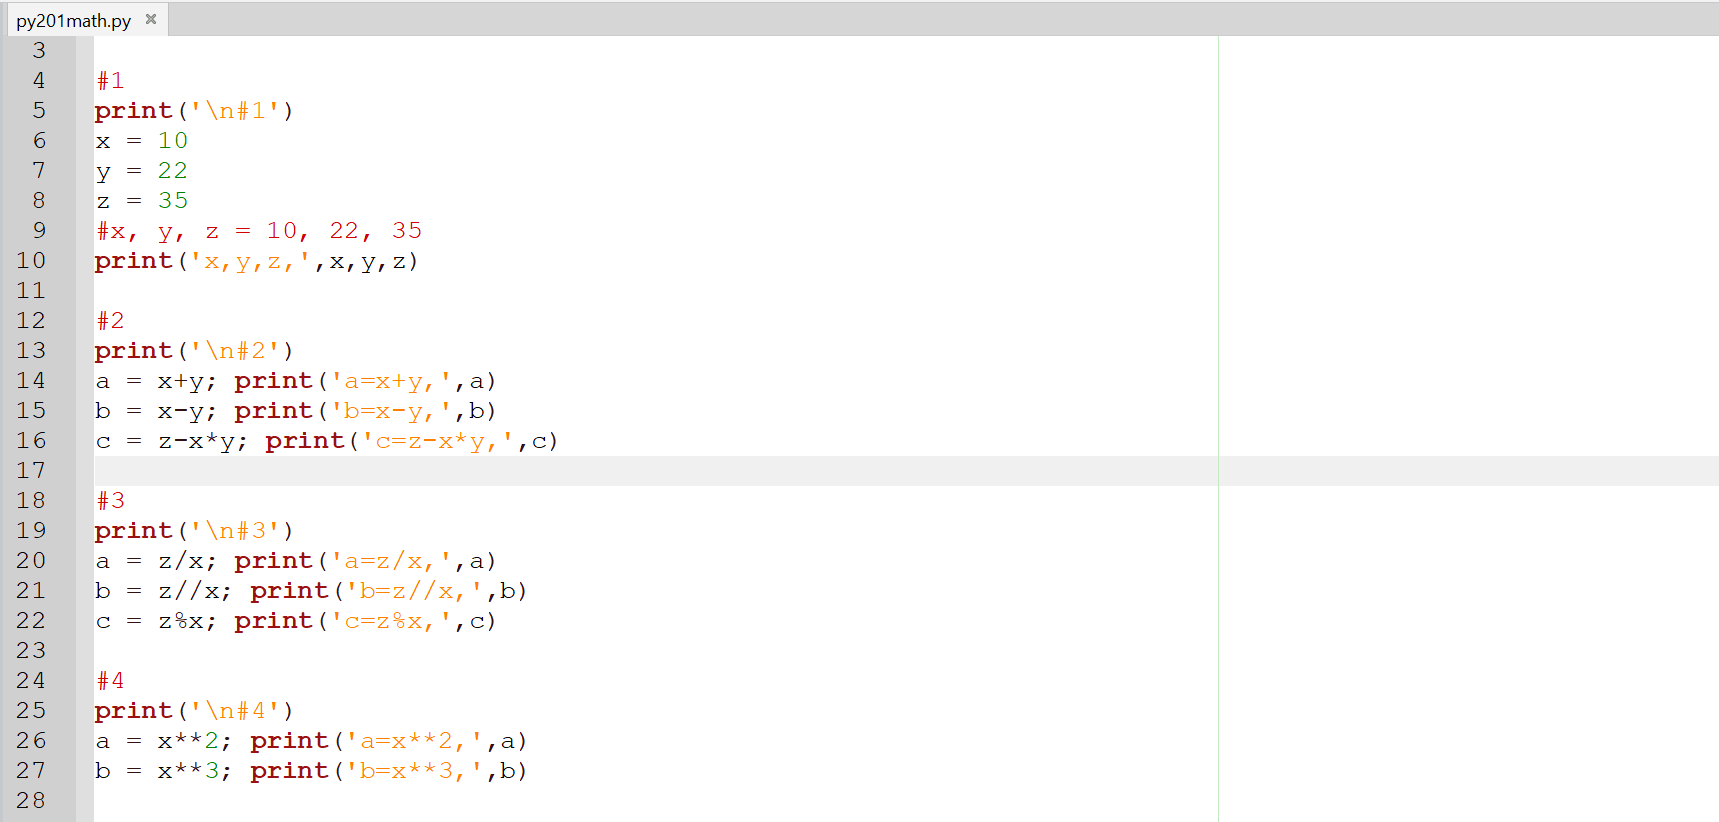 py201math.py ×
3
4 #1
5 print('\n#1')
6 x = 10
7 y = 22
8 z = 35
9 #x, y, z = 10, 22, 35
10 print('x,y,z,',x,y,z)
11
12 #2
13 print('\n#2')
14 a = x+y; print('a=x+y,',a)
15 b = x-y; print('b=x-y,',b)
16 c = z-x*y; print('c=z-x*y,',c)
17
18 #3
19 print('\n#3')
20 a = z/x; print('a=z/x,',a)
21 b = z//x; print('b=z//x,',b)
22 c = z%x; print('c=z%x,',c)
23
24 #4
25 print('\n#4')
26 a = x**2; print('a=x**2,',a)
27 b = x**3; print('b=x**3,',b)
28